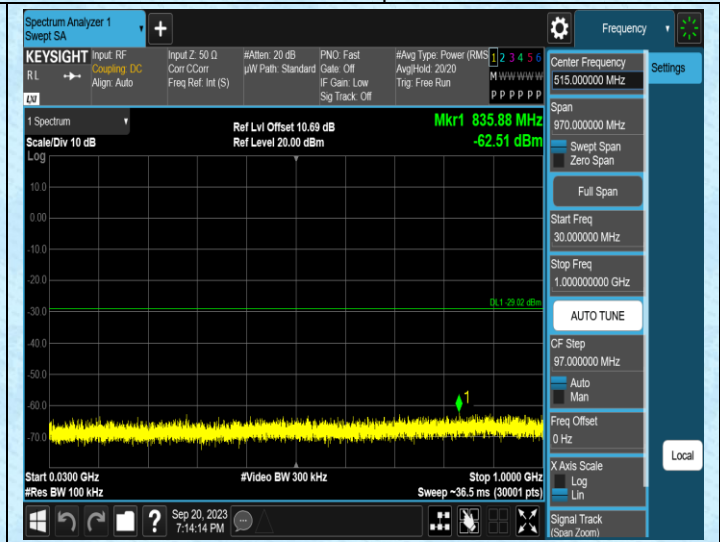 Spectrum Analyzer 1
Swept SA
Frequency
KEYSIGHT
RL
LXI
Input: RF
Coupling: DC
Align: Auto
Input Z: 50 Ω
Corr CCorr
Freq Ref: Int (S)
#Atten: 20 dB
µW Path: Standard
PNO: Fast
Gate: Off
IF Gain: Low
Sig Track: Off
#Avg Type: Power (RMS
Avg|Hold: 20/20
Trig: Free Run
1 2 3 4 5 6
M W W W W W
P P P P P P
Center Frequency
515.000000 MHz
Settings
Span
970.000000 MHz
Swept Span
Zero Span
Full Span
Start Freq
30.000000 MHz
Stop Freq
1.000000000 GHz
AUTO TUNE
CF Step
97.000000 MHz
Auto
Man
Freq Offset
0 Hz
X Axis Scale
Log
Lin
Signal Track
(Span Zoom)
Local
1 Spectrum
Scale/Div 10 dB
Log
Ref Lvl Offset 10.69 dB
Ref Level 20.00 dBm
Mkr1 835.88 MHz
-62.51 dBm
10.0
0.00
-10.0
-20.0
-30.0
DL1 -29.02 dBm
-40.0
-50.0
-60.0
1
-70.0
Start 0.0300 GHz
#Video BW 300 kHz
Stop 1.0000 GHz
#Res BW 100 kHz
Sweep ~36.5 ms (30001 pts)
?
Sep 20, 2023
7:14:14 PM